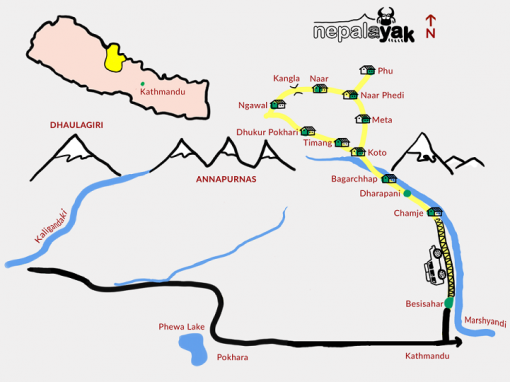 nepalayak
N
Kathmandu
DHAULAGIRI
ANNAPURNAS
Kangla
Naar
Phu
Naar Phedi
Ngawal
Meta
Dhukur Pokhari
Timang
Koto
Bagarchhap
Dharapani
Chamje
Kaligandaki
Besisahar
Marshyandi
Phewa Lake
Pokhara
Kathmandu